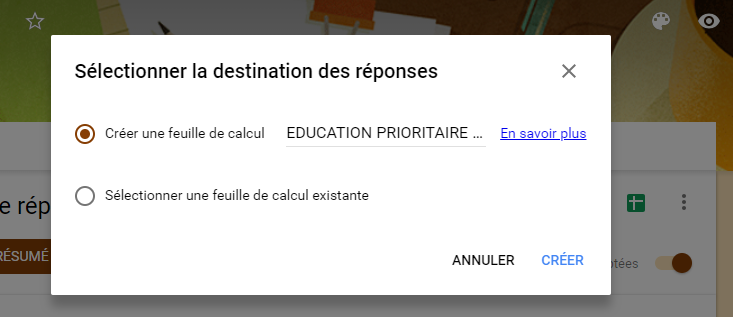 Sélectionner la destination des réponses
Créer une feuille de calcul EDUCATION PRIORITAIRE ... En savoir plus
Sélectionner une feuille de calcul existante
e rép
RÉSUMÉ
ANNULER CRÉER
otées